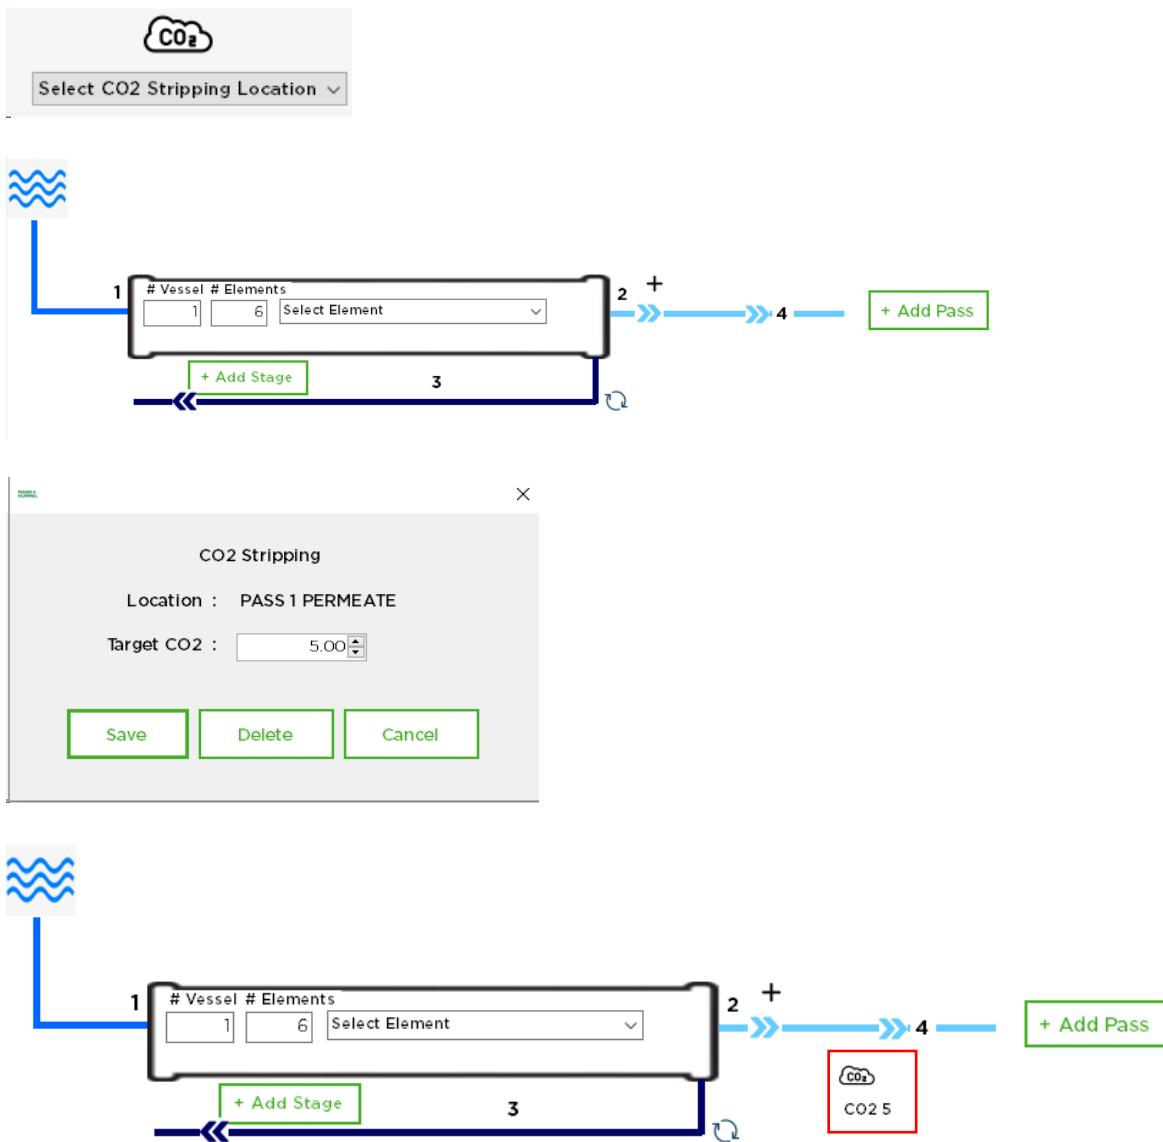 CO2
Select CO2 Stripping Location
# Vessel # Elements
1
1
6
Select Element
2
+
4
+ Add Pass
+ Add Stage
3
MANN+
HUMMEL
CO2 Stripping
Location : PASS 1 PERMEATE
Target CO2 : 5.00
Save
Delete
Cancel
# Vessel # Elements
1
1
6
Select Element
2
+
4
+ Add Pass
CO2
CO2 5
+ Add Stage
3